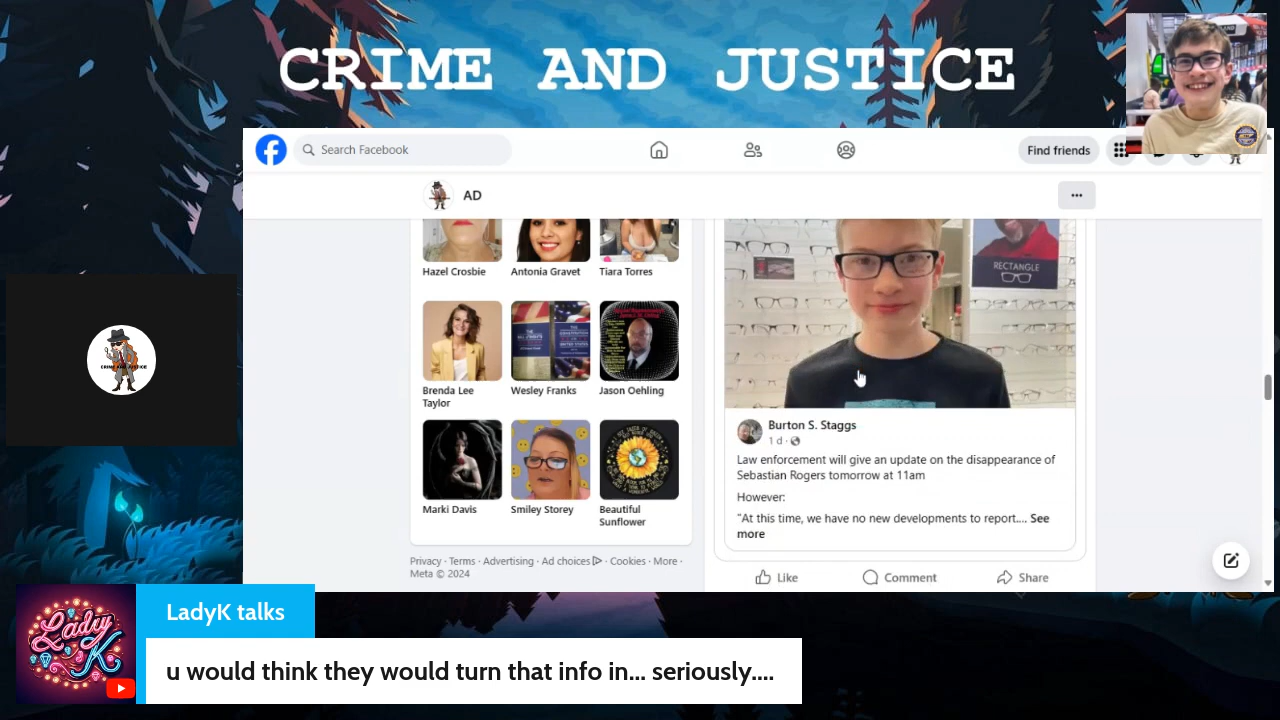 CRIME AND JUSTICE
Search Facebook
Find friends
AD
RECTANGLE
Hazel Crosbie
Antonia Gravet
Tiara Torres
Brenda Lee
Taylor
Wesley Franks
Jason Oehling
Marki Davis
Smiley Storey
Beautiful
Sunflower
Privacy · Terms · Advertising · Ad choices · Cookies · More ·
Meta © 2024
Burton S. Staggs
1 d ·
Law enforcement will give an update on the disappearance of
Sebastian Rogers tomorrow at 11am
However:
"At this time, we have no new developments to report.... See
more
Like
Comment
Share
CRIME AND JUSTICE
Lady K
LadyK talks
u would think they would turn that info in... seriously....